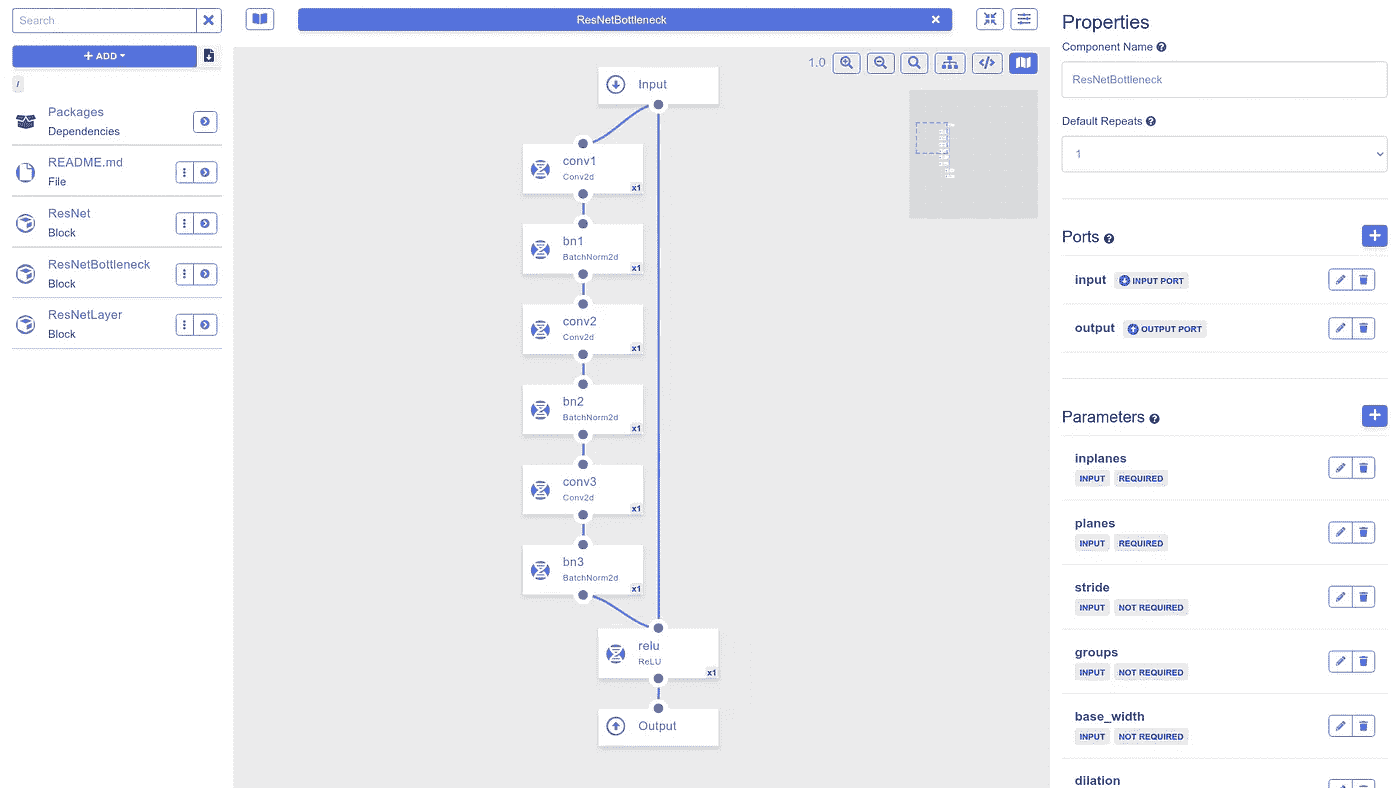 Search
ADD
/
Packages
Dependencies
README.md
File
ResNet
Block
ResNetBottleneck
Block
ResNetLayer
Block
ResNetBottleneck
1.0
Input
conv1
Conv2d
x1
bn1
BatchNorm2d
x1
conv2
Conv2d
x1
bn2
BatchNorm2d
x1
conv3
Conv2d
x1
bn3
BatchNorm2d
x1
relu
ReLU
x1
Output
Properties
Component Name
ResNetBottleneck
Default Repeats
1
Ports
input INPUT PORT
output OUTPUT PORT
Parameters
inplanes
INPUT REQUIRED
planes
INPUT REQUIRED
stride
INPUT NOT REQUIRED
groups
INPUT NOT REQUIRED
base_width
INPUT NOT REQUIRED
dilation